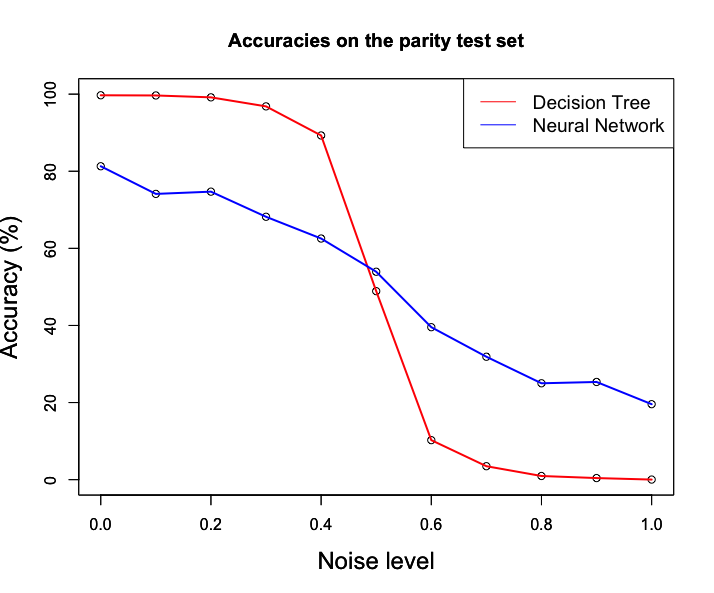 Accuracies on the parity test set
Decision Tree
Neural Network
Accuracy (%)
100
80
60
40
20
0
0.0 0.2 0.4 0.6 0.8 1.0
Noise level